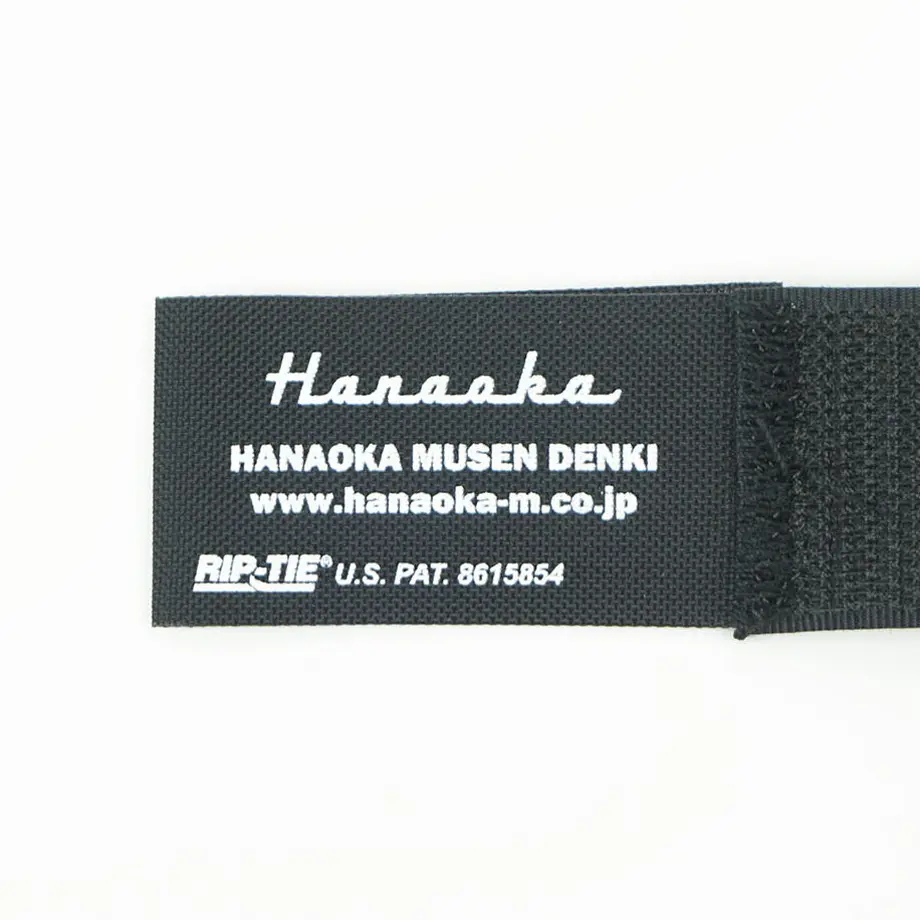 Hanaoka
HANAOKA MUSEN DENKI
www.hanaoka-m.co.jp
RIP-TIE® U.S. PAT. 8615854